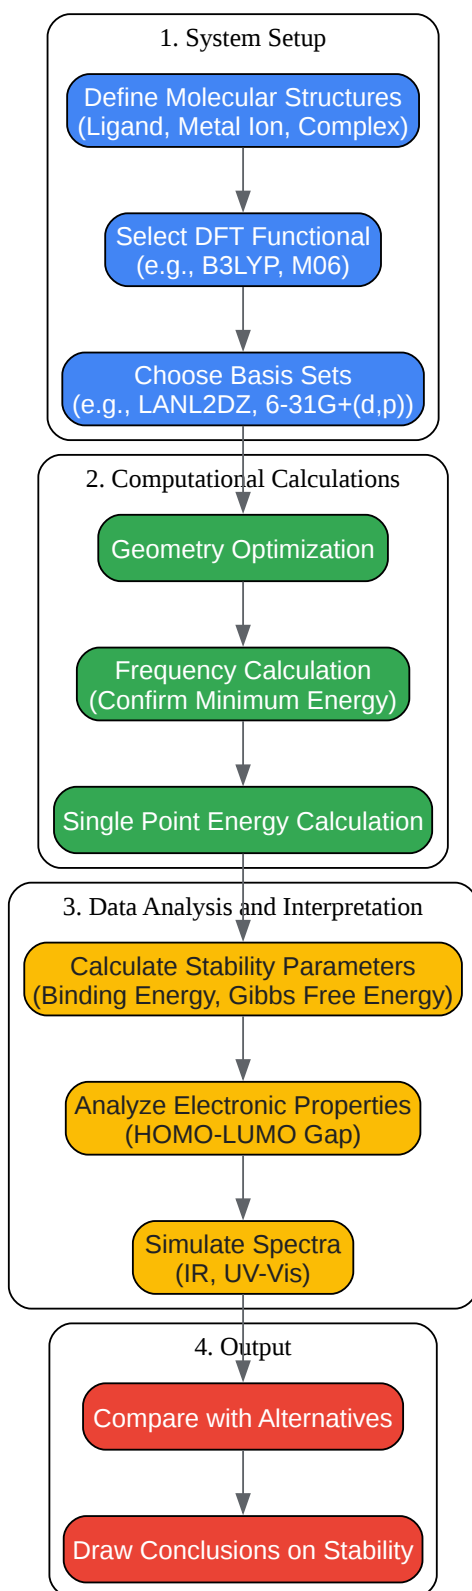 1. System Setup
Define Molecular Structures
(Ligand, Metal Ion, Complex)
Select DFT Functional
(e.g., B3LYP, M06)
Choose Basis Sets
(e.g., LANL2DZ, 6-31G+(d,p))
2. Computational Calculations
Geometry Optimization
Frequency Calculation
(Confirm Minimum Energy)
Single Point Energy Calculation
3. Data Analysis and Interpretation
Calculate Stability Parameters
(Binding Energy, Gibbs Free Energy)
Analyze Electronic Properties
(HOMO-LUMO Gap)
Simulate Spectra
(IR, UV-Vis)
4. Output
Compare with Alternatives
Draw Conclusions on Stability